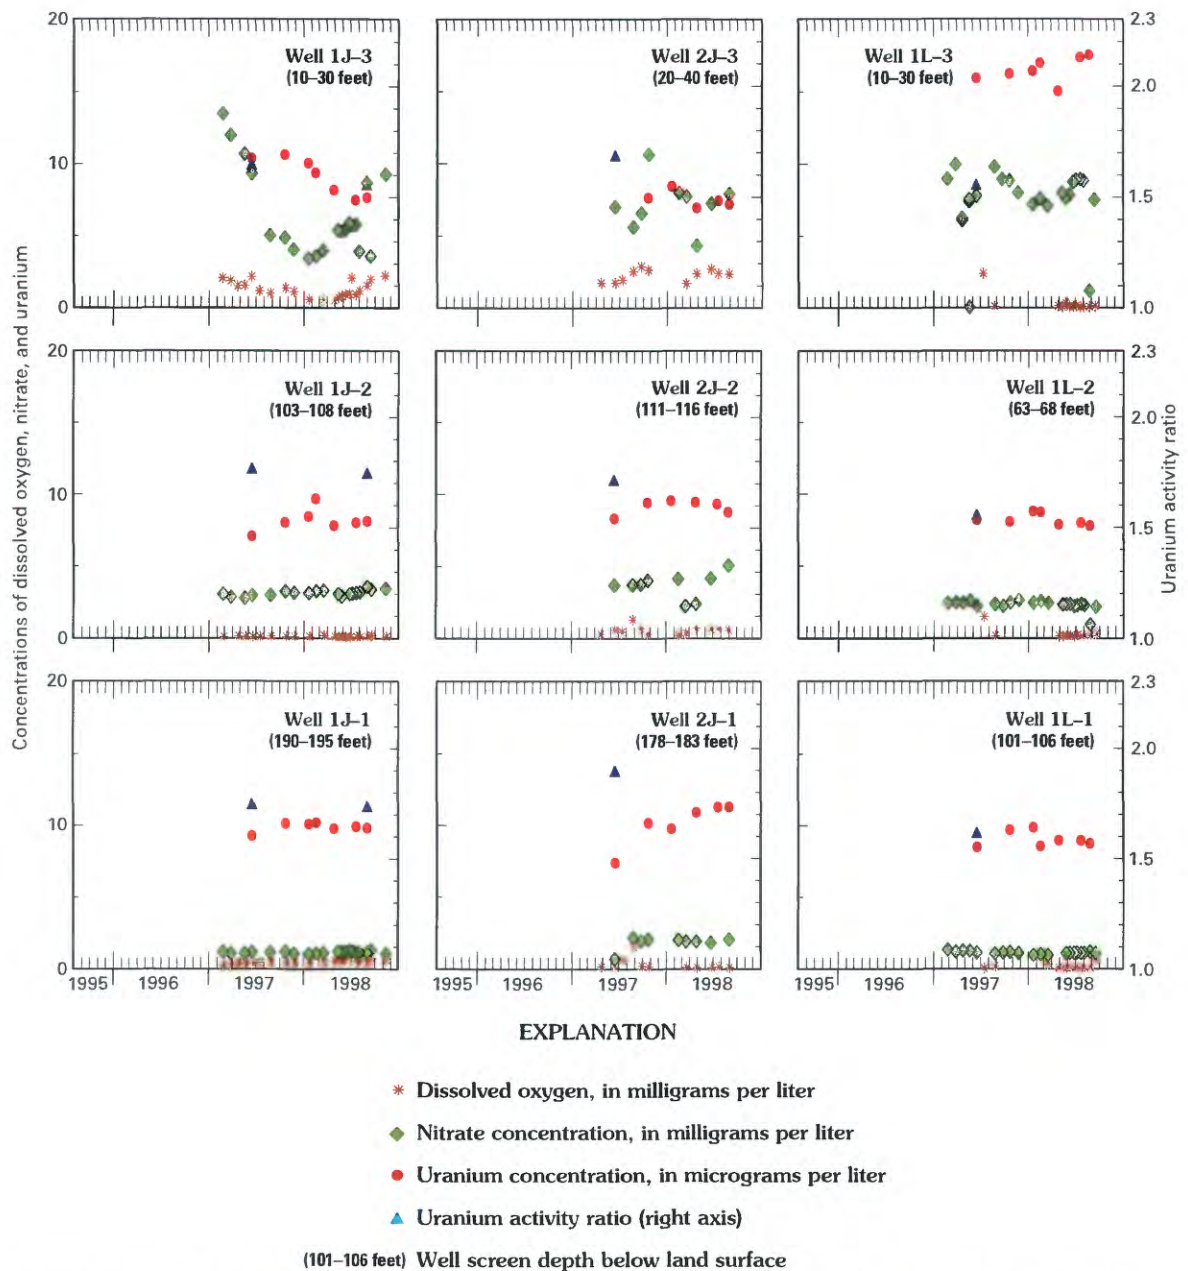 Concentrations of dissolved oxygen, nitrate, and uranium
Uranium activity ratio
20
10
0
Well 1J–3
(10–30 feet)
Well 2J–3
(20–40 feet)
Well 1L–3
(10–30 feet)
2.3
2.0
1.5
1.0
20
10
0
Well 1J–2
(103–108 feet)
Well 2J–2
(111–116 feet)
Well 1L–2
(63–68 feet)
2.3
2.0
1.5
1.0
20
10
0
Well 1J–1
(190–195 feet)
Well 2J–1
(178–183 feet)
Well 1L–1
(101–106 feet)
2.3
2.0
1.5
1.0
1995 1996 1997 1998
1995 1996 1997 1998
1995 1996 1997 1998
EXPLANATION
Dissolved oxygen, in milligrams per liter
Nitrate concentration, in milligrams per liter
Uranium concentration, in micrograms per liter
Uranium activity ratio (right axis)
(101–106 feet) Well screen depth below land surface